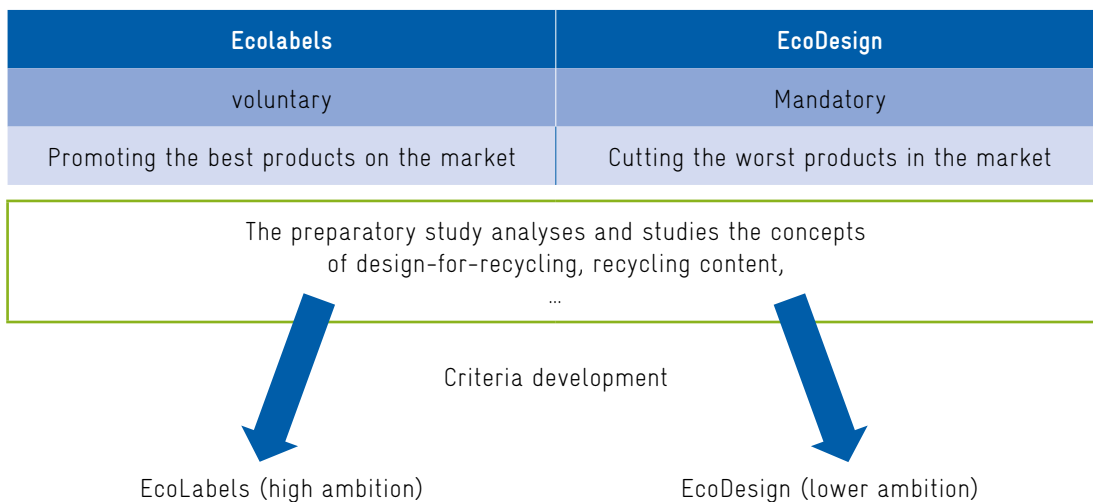 Ecolabels
EcoDesign
voluntary
Mandatory
Promoting the best products on the market
Cutting the worst products in the market
The preparatory study analyses and studies the concepts
of design-for-recycling, recycling content,
...
Criteria development
EcoLabels (high ambition)
EcoDesign (lower ambition)